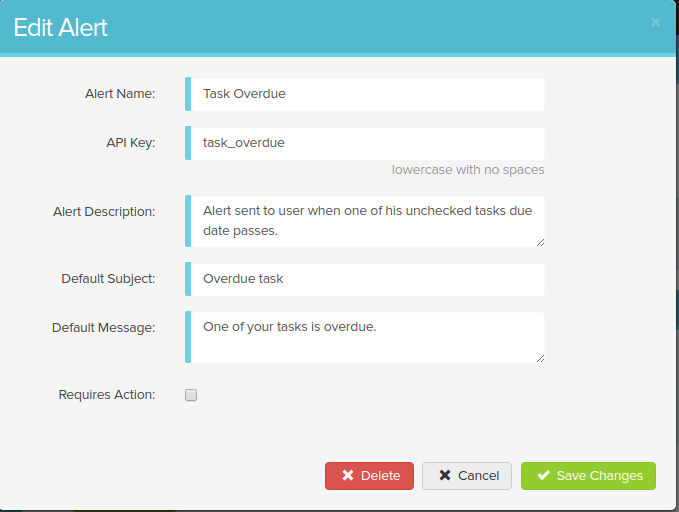 Edit Alert
×
Alert Name: Task Overdue
API Key: task_overdue
lowercase with no spaces
Alert Description: Alert sent to user when one of his unchecked tasks due
date passes.
Default Subject: Overdue task
Default Message: One of your tasks is overdue.
Requires Action:
Delete Cancel Save Changes